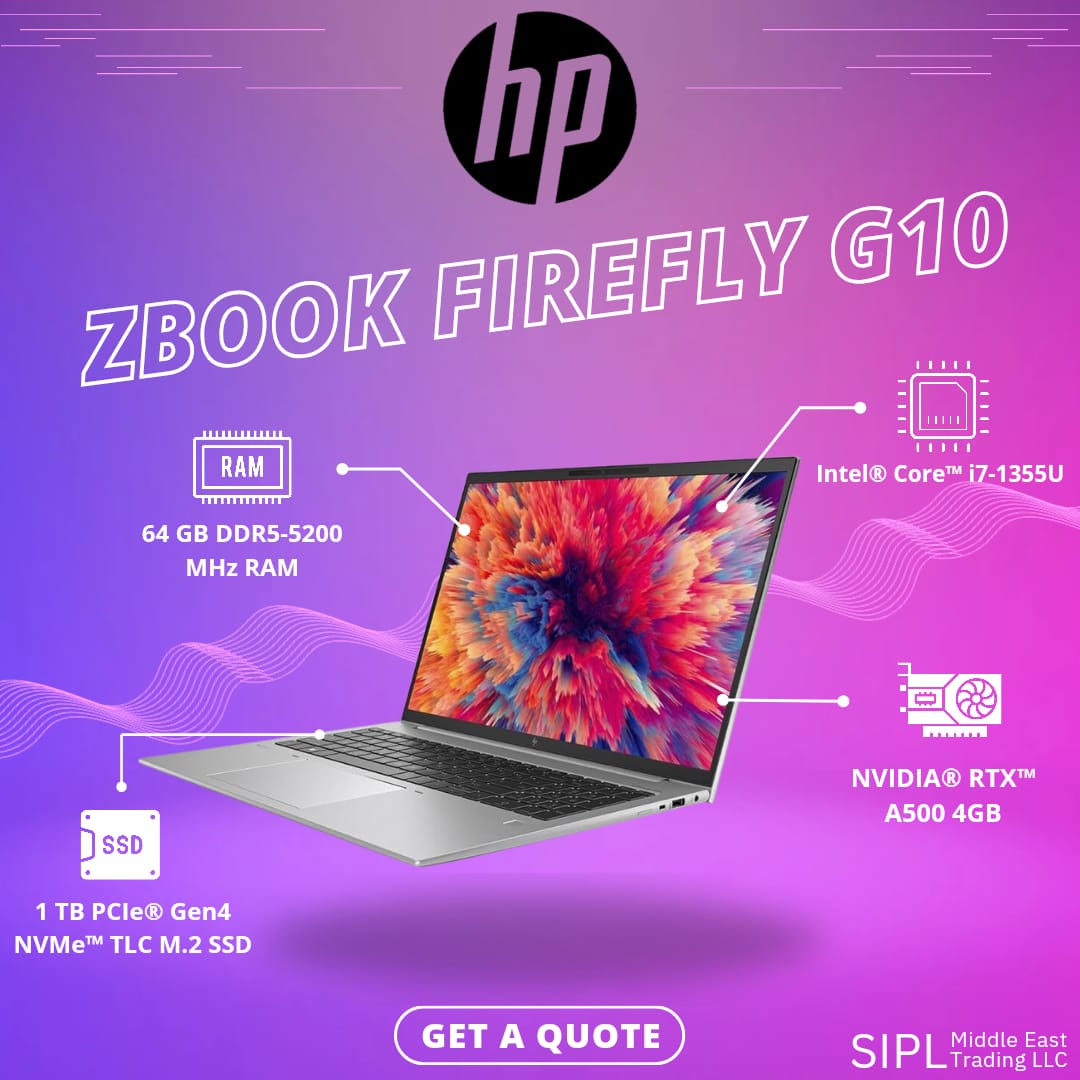 hp
ZBOOK FIREFLY G10
RAM
64 GB DDR5-5200
MHz RAM
Intel® Core™ i7-1355U
NVIDIA® RTX™
A500 4GB
SSD
1 TB PCIe® Gen4
NVMe™ TLC M.2 SSD
GET A QUOTE
SIPL Middle East
Trading LLC